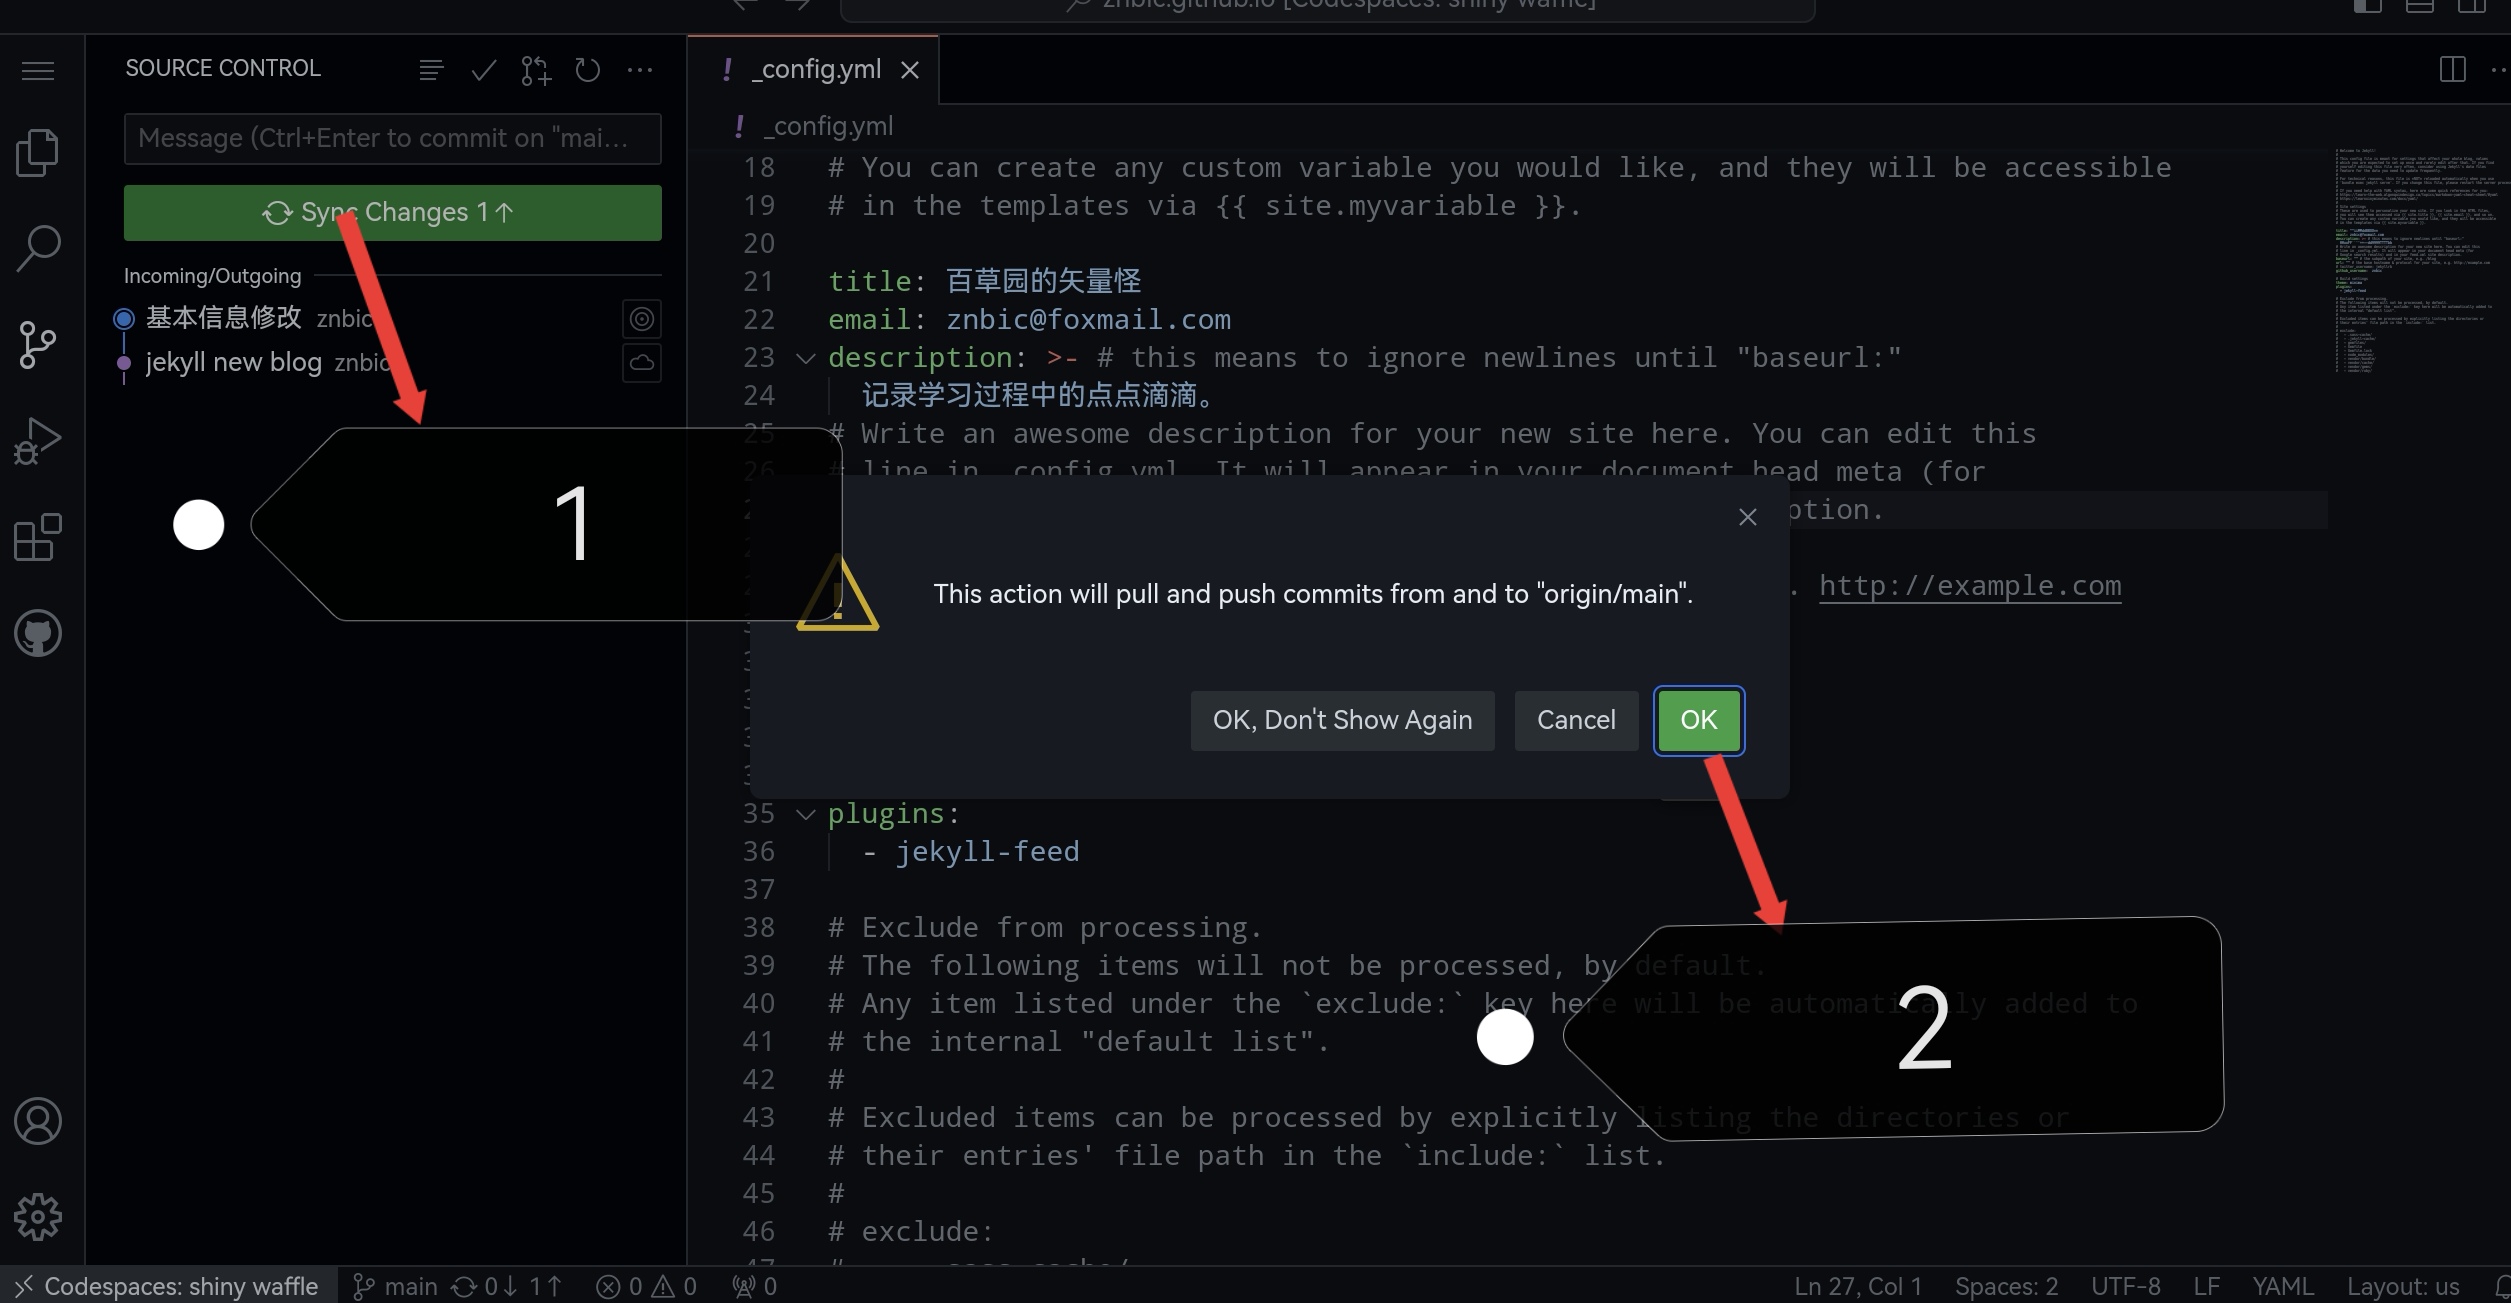 znbic.github.io [Codespaces: shiny waffle]
SOURCE CONTROL
Message (Ctrl+Enter to commit on "mai...
Sync Changes 1↑
Incoming/Outgoing
基本信息修改 znbic
jekyll new blog znbic
1
_config.yml
_config.yml
18 # You can create any custom variable you would like, and they will be accessible
19 # in the templates via {{ site.myvariable }}.
20
21 title: 百草园的矢量怪
22 email: znbic@foxmail.com
23 description: >- # this means to ignore newlines until "baseurl:"
24 记录学习过程中的点点滴滴。
25 # Write an awesome description for your new site here. You can edit this
26 # line in _config.yml. It will appear in your document head meta (for
ption.
. http://example.com
This action will pull and push commits from and to "origin/main".
OK, Don't Show Again
Cancel
OK
35 plugins:
36 - jekyll-feed
37
38 # Exclude from processing.
39 # The following items will not be processed, by default.
40 # Any item listed under the `exclude:` key here will be automatically added to
41 # the internal "default list".
42 #
43 # Excluded items can be processed by explicitly listing the directories or
44 # their entries' file path in the `include:` list.
45 #
46 # exclude:
2
Codespaces: shiny waffle main 0↓ 1↑ 0 0 0
Ln 27, Col 1 Spaces: 2 UTF-8 LF YAML Layout: us